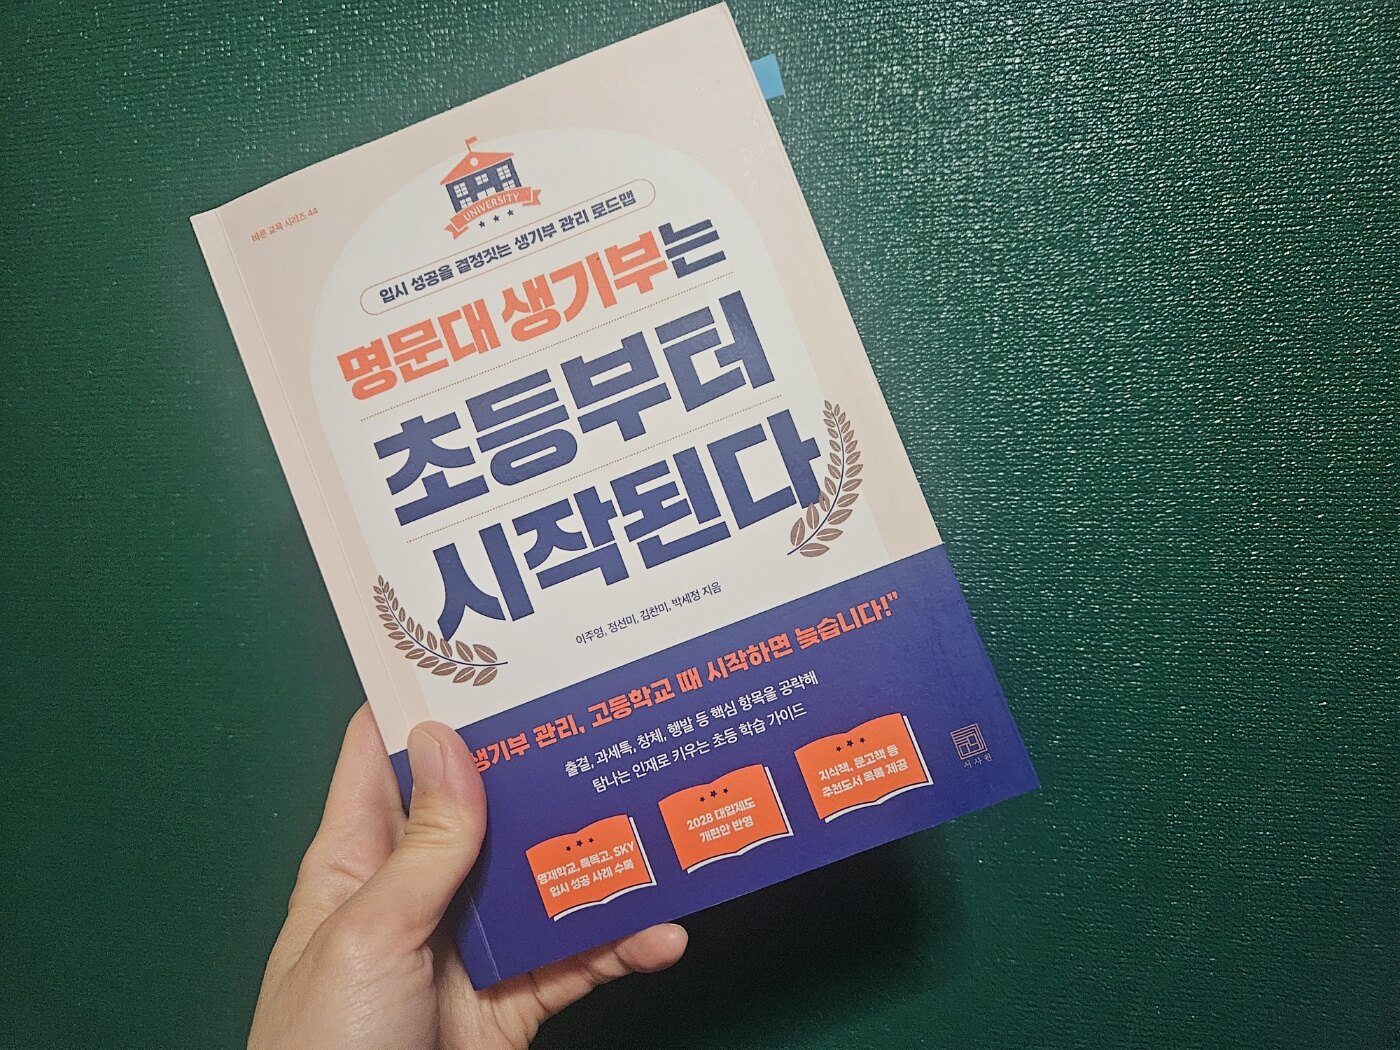 바른 교육 시리즈 44
UNIVERSITY
입시 성공을 결정짓는 생기부 관리 로드맵
명문대 생기부는
초등부터
시작된다
이주영, 정선미, 김찬미, 박세정 지음
생기부 관리, 고등학교 때 시작하면 늦습니다!"
출결, 과세특, 창체, 행발 등 핵심 항목을 공략해
탐나는 인재로 키우는 초등 학습 가이드
영재학교, 특목고, SKY
입시 성공 사례 수록
2028 대입제도
개편안 반영
지식책, 문고책 등
추천도서 목록 제공
서사원